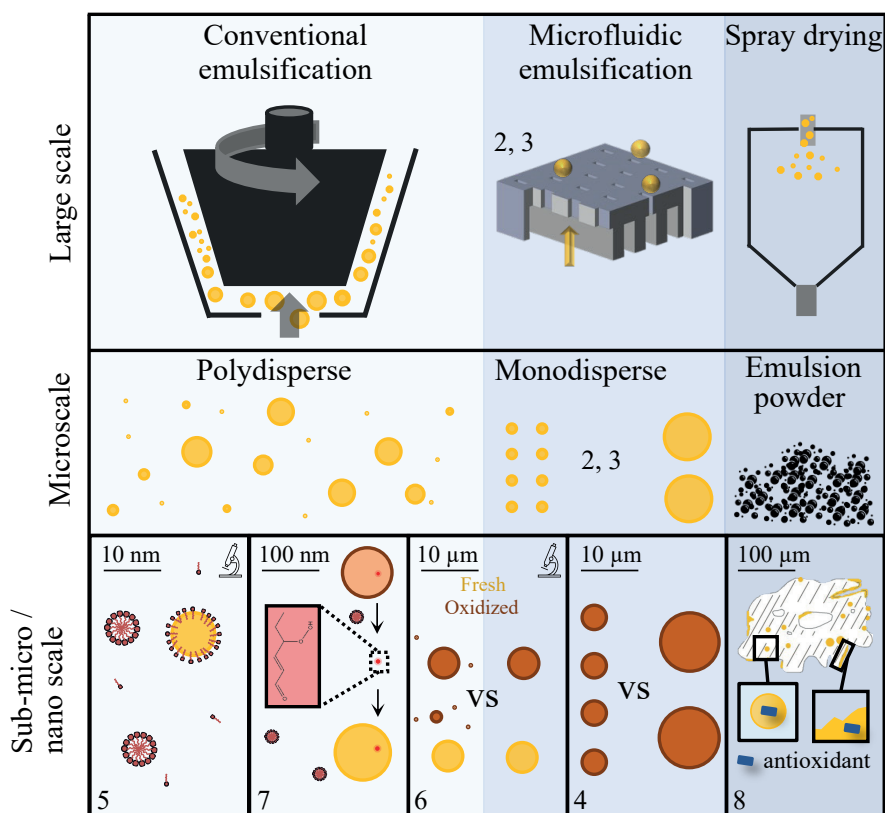 Conventional
emulsification
Microfluidic
emulsification
Spray drying
Large scale
2, 3
Microscale
Polydisperse
Monodisperse
Emulsion
powder
2, 3
Sub-micro /
nano scale
10 nm
100 nm
10 μm
10 μm
100 μm
Fresh
Oxidized
O
O
H
O
vs
vs
antioxidant
5
7
6
4
8